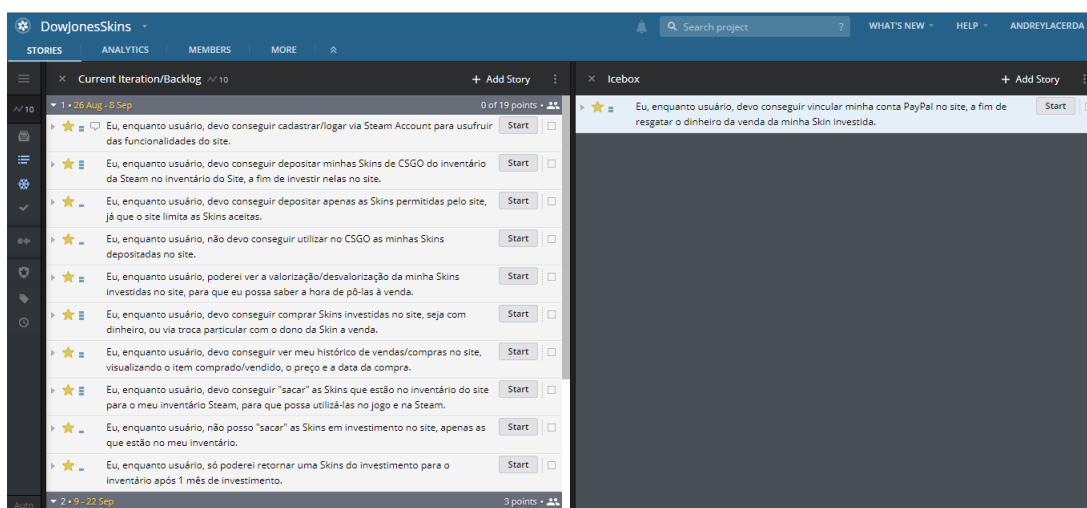 DowJonesSkins
Search project
?
WHAT'S NEW
HELP
ANDREYLACERDA
STORIES
ANALYTICS
MEMBERS
MORE
× Current Iteration/Backlog 10
+ Add Story
10
1 • 26 Aug - 8 Sep
0 of 19 points •
Eu, enquanto usuário, devo conseguir cadastrar/logar via Steam Account para usufruir
das funcionalidades do site.
Start
Eu, enquanto usuário, devo conseguir depositar minhas Skins de CSGO do inventário
da Steam no inventário do Site, a fim de investir nelas no site.
Start
Eu, enquanto usuário, devo conseguir depositar apenas as Skins permitidas pelo site,
já que o site limita as Skins aceitas.
Start
Eu, enquanto usuário, não devo conseguir utilizar no CSGO as minhas Skins
depositadas no site.
Start
Eu, enquanto usuário, poderei ver a valorização/desvalorização da minha Skins
investidas no site, para que eu possa saber a hora de pô-las à venda.
Start
Eu, enquanto usuário, devo conseguir comprar Skins investidas no site, seja com
dinheiro, ou via troca particular com o dono da Skin a venda.
Start
Eu, enquanto usuário, devo conseguir ver meu histórico de vendas/compras no site,
visualizando o item comprado/vendido, o preço e a data da compra.
Start
Eu, enquanto usuário, devo conseguir "sacar" as Skins que estão no inventário do site
para o meu inventário Steam, para que possa utilizá-las no jogo e na Steam.
Start
Eu, enquanto usuário, não posso "sacar" as Skins em investimento no site, apenas as
que estão no meu inventário.
Start
Eu, enquanto usuário, só poderei retornar uma Skins do investimento para o
inventário após 1 mês de investimento.
Start
2 • 9 - 22 Sep
3 points •
Auto
× Icebox
+ Add Story
Eu, enquanto usuário, devo conseguir vincular minha conta PayPal no site, a fim de
resgatar o dinheiro da venda da minha Skin investida.
Start